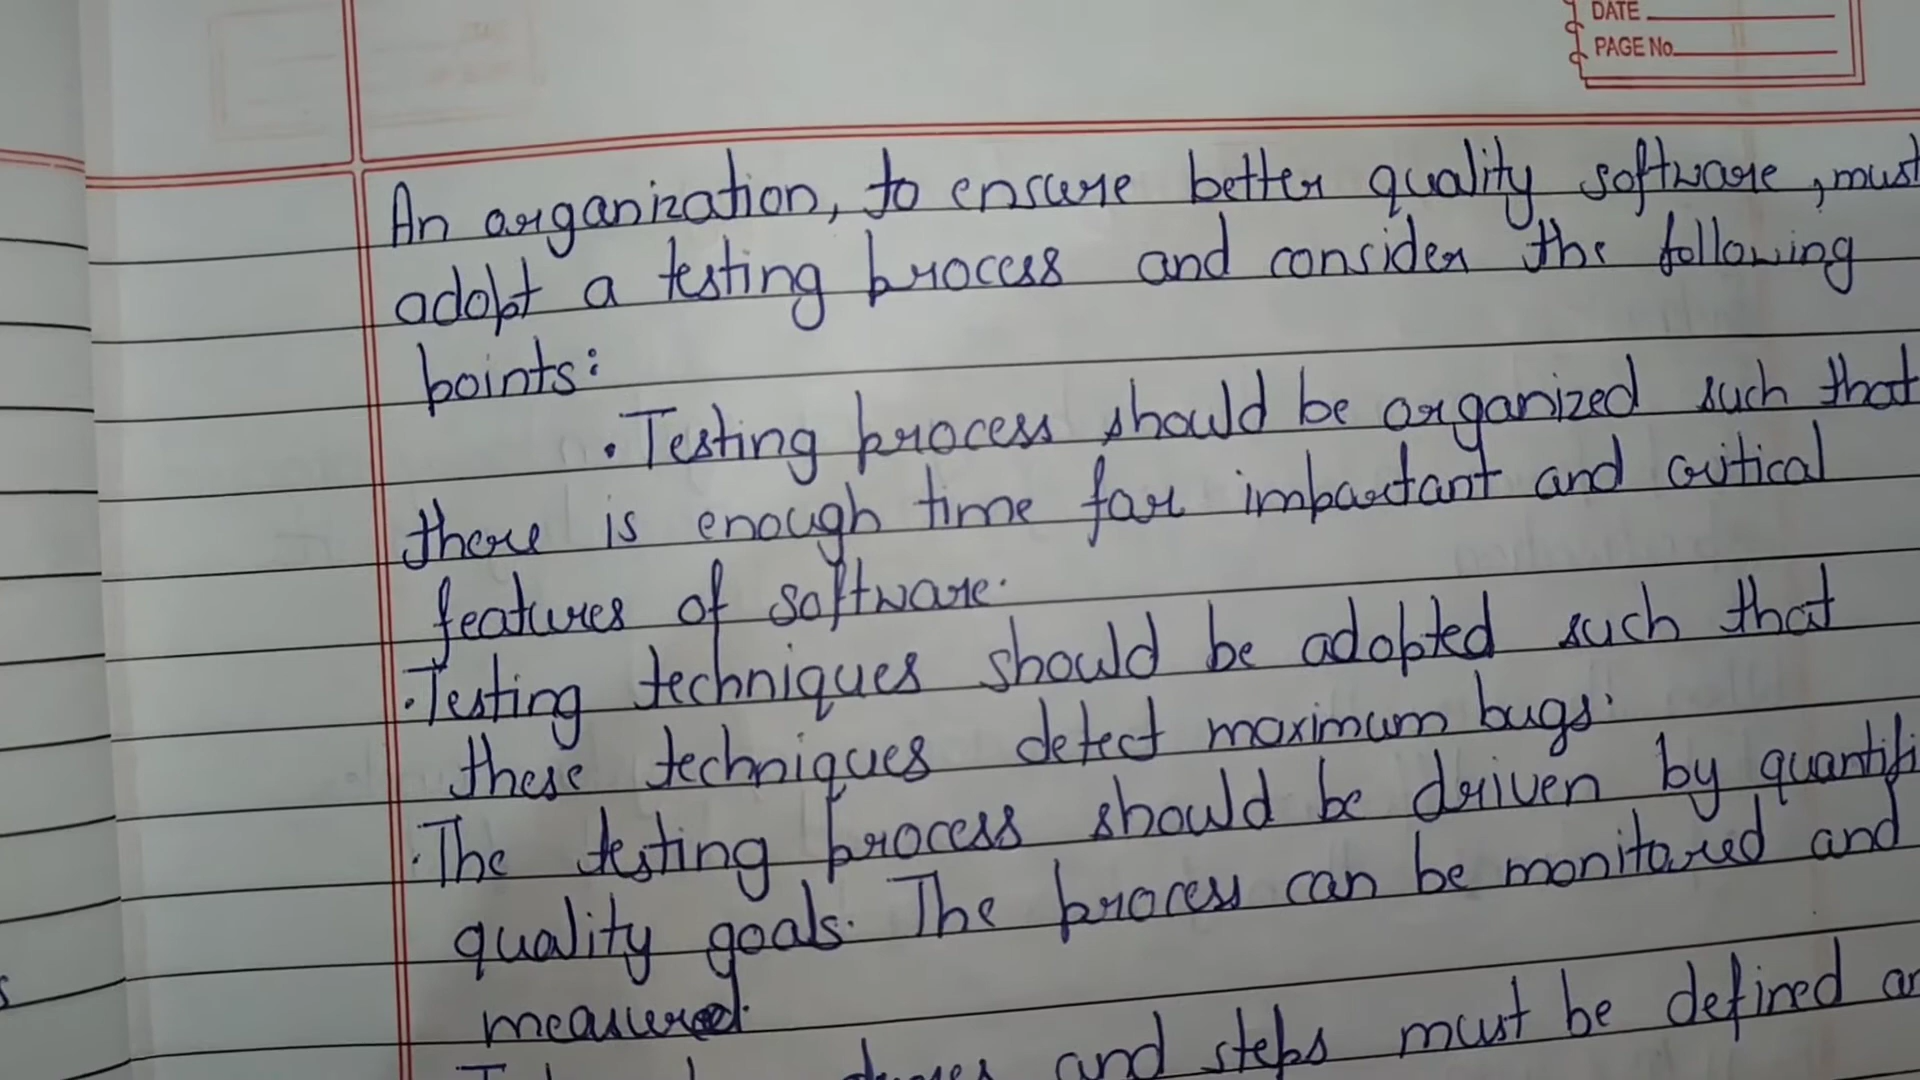 DATE
PAGE No.
An organization, to ensure better quality software, must
adopt a testing process and consider the following
points:
• Testing process should be organized such that
there is enough time for important and critical
features of software.
• Testing techniques should be adopted such that
these techniques detect maximum bugs.
• The testing process should be driven by quantifi
quality goals. The process can be monitored and
measured.
and steps must be defined